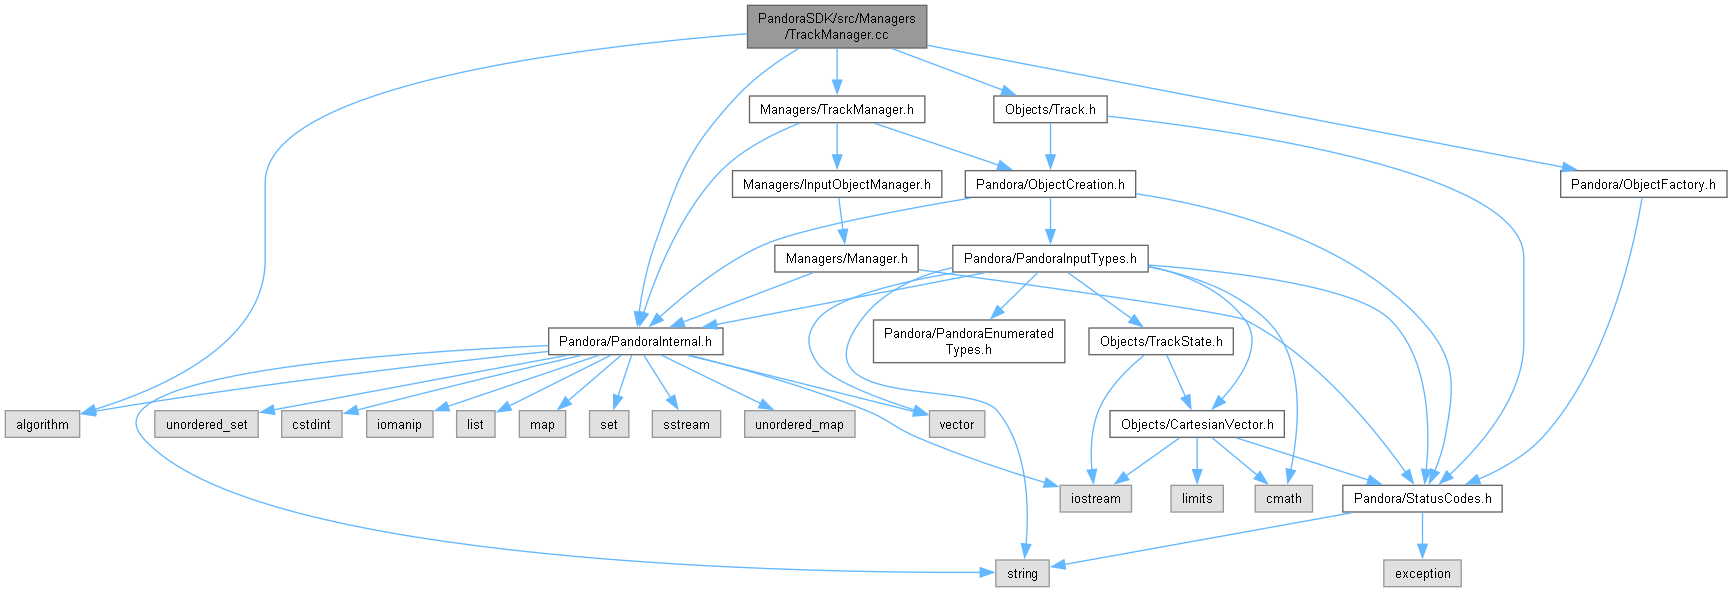 PandoraSDK/src/Managers
/TrackManager.cc
Managers/TrackManager.h
Objects/Track.h
Managers/InputObjectManager.h
Pandora/ObjectCreation.h
Pandora/ObjectFactory.h
Managers/Manager.h
Pandora/PandoraInputTypes.h
Pandora/PandoraInternal.h
Pandora/PandoraEnumerated
Types.h
Objects/TrackState.h
algorithm
unordered_set
cstdint
iomanip
list
map
set
sstream
unordered_map
vector
Objects/CartesianVector.h
iostream
limits
cmath
Pandora/StatusCodes.h
string
exception